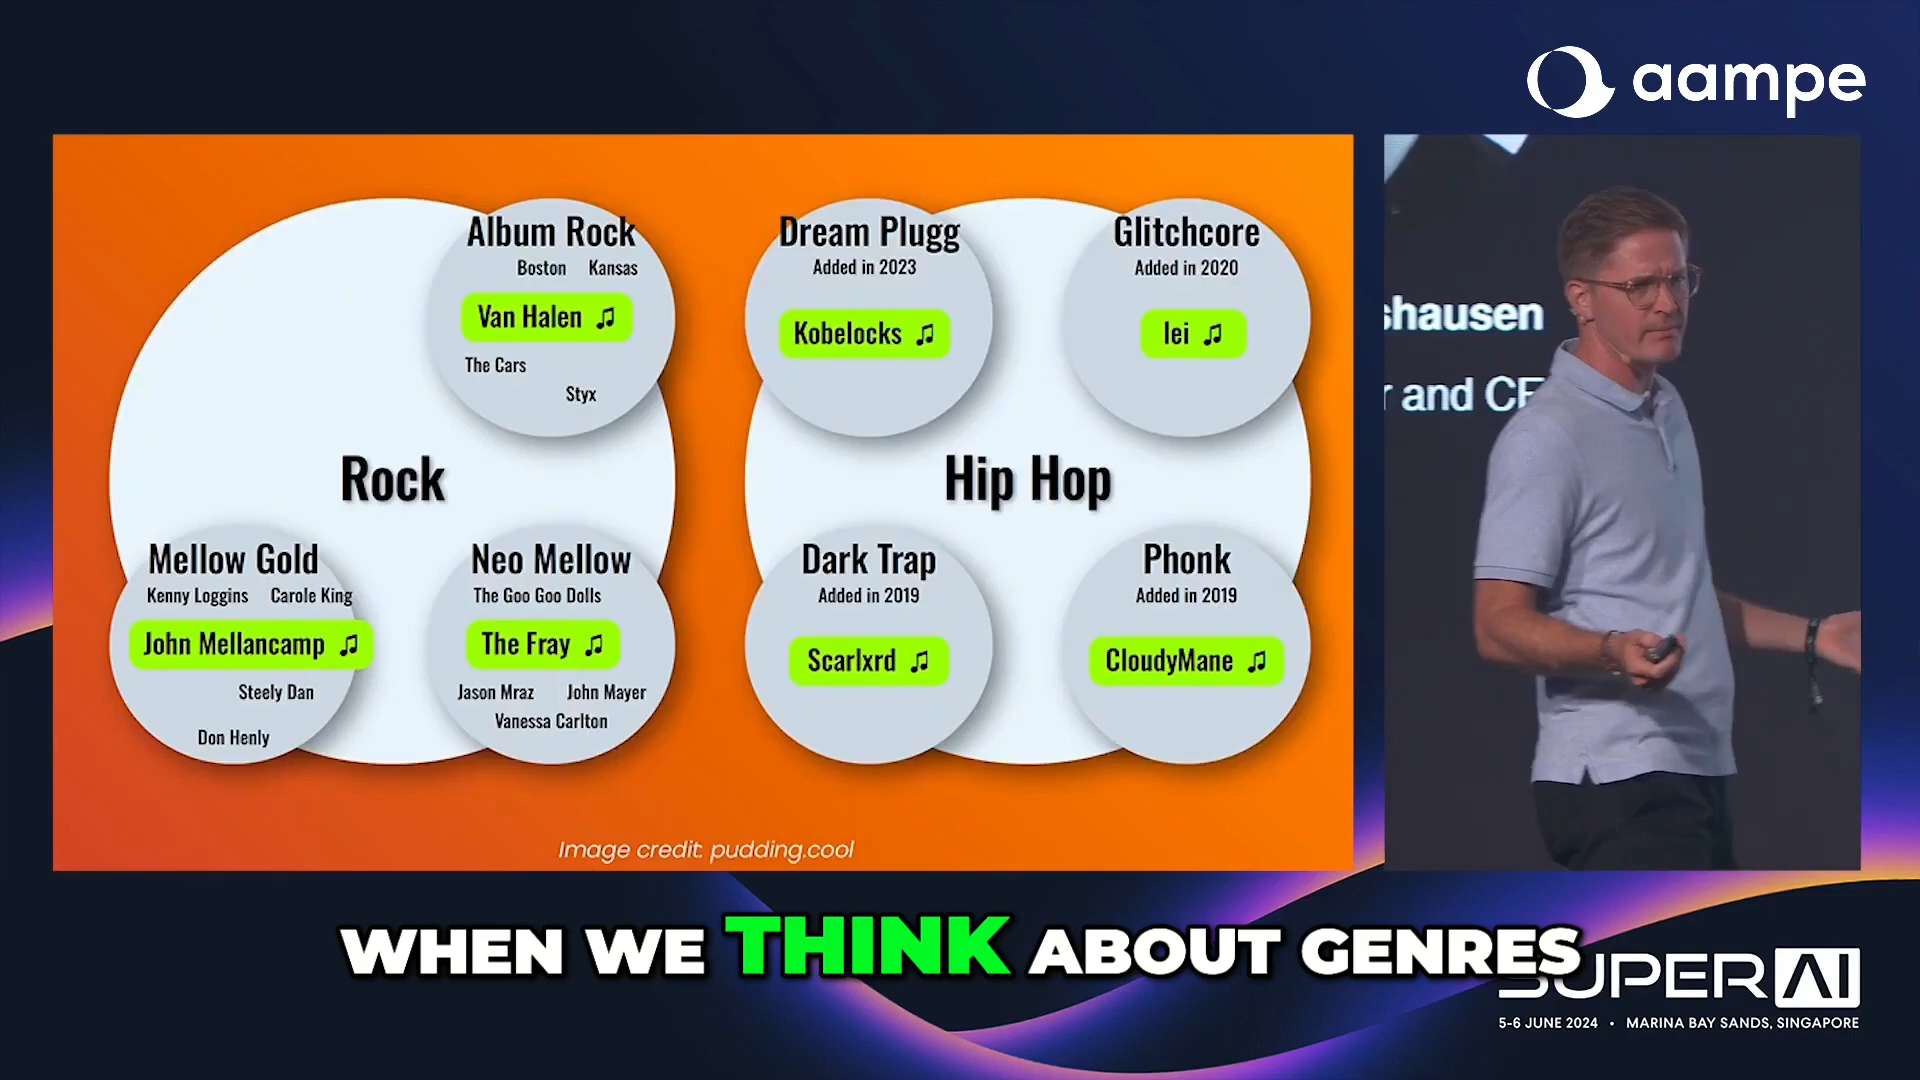 aampe
Album Rock
Boston Kansas
Van Halen
The Cars
Styx
Rock
Mellow Gold
Kenny Loggins Carole King
John Mellancamp
Steely Dan
Don Henly
Neo Mellow
The Goo Goo Dolls
The Fray
Jason Mraz John Mayer
Vanessa Carlton
Dream Plugg
Added in 2023
Kobelocks
Glitchcore
Added in 2020
Iei
Hip Hop
Dark Trap
Added in 2019
Scarlxrd
Phonk
Added in 2019
CloudyMane
Image credit: pudding.cool
shausen
r and CE
WHEN WE THINK ABOUT GENRES
SUPER AI
5-6 JUNE 2024 • MARINA BAY SANDS, SINGAPORE